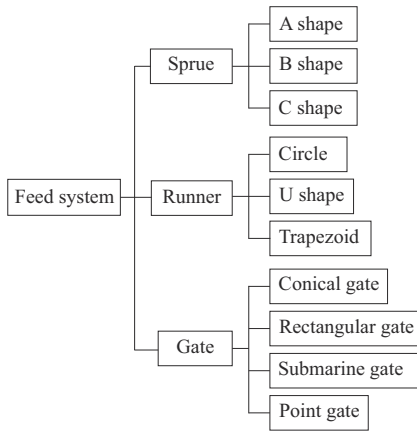 A shape
Sprue
B shape
C shape
Circle
Feed system
Runner
U shape
Trapezoid
Conical gate
Rectangular gate
Gate
Submarine gate
Point gate